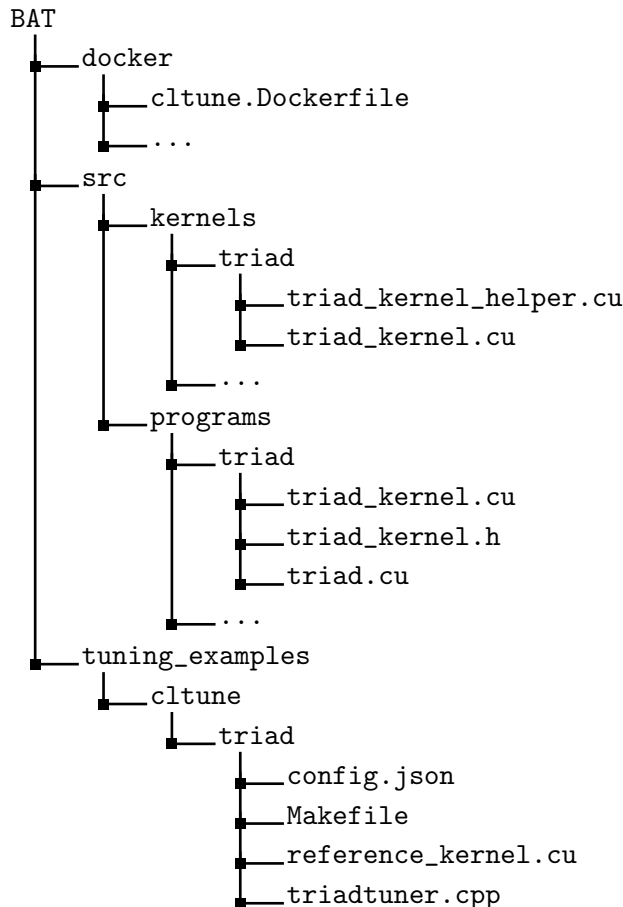 BAT
docker
cltune.Dockerfile
...
src
kernels
triad
triad_kernel_helper.cu
triad_kernel.cu
...
programs
triad
triad_kernel.cu
triad_kernel.h
triad.cu
...
tuning_examples
cltune
triad
config.json
Makefile
reference_kernel.cu
triadtuner.cpp